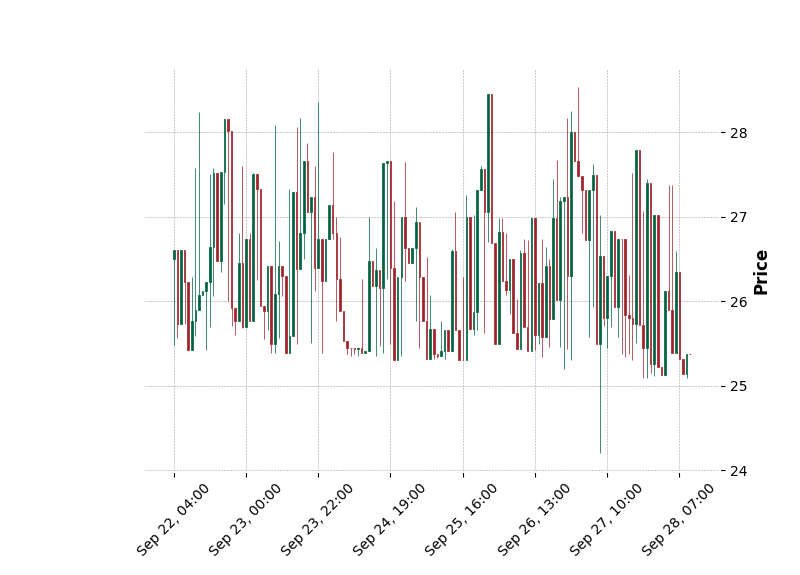 28
27
26
25
24
Price
Sep 22, 04:00
Sep 23, 00:00
Sep 23, 22:00
Sep 24, 19:00
Sep 25, 16:00
Sep 26, 13:00
Sep 27, 10:00
Sep 28, 07:00